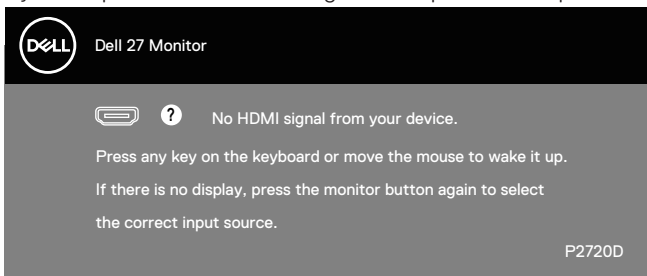 DELL
Dell 27 Monitor
? No HDMI signal from your device.
Press any key on the keyboard or move the mouse to wake it up.
If there is no display, press the monitor button again to select
the correct input source.
P2720D